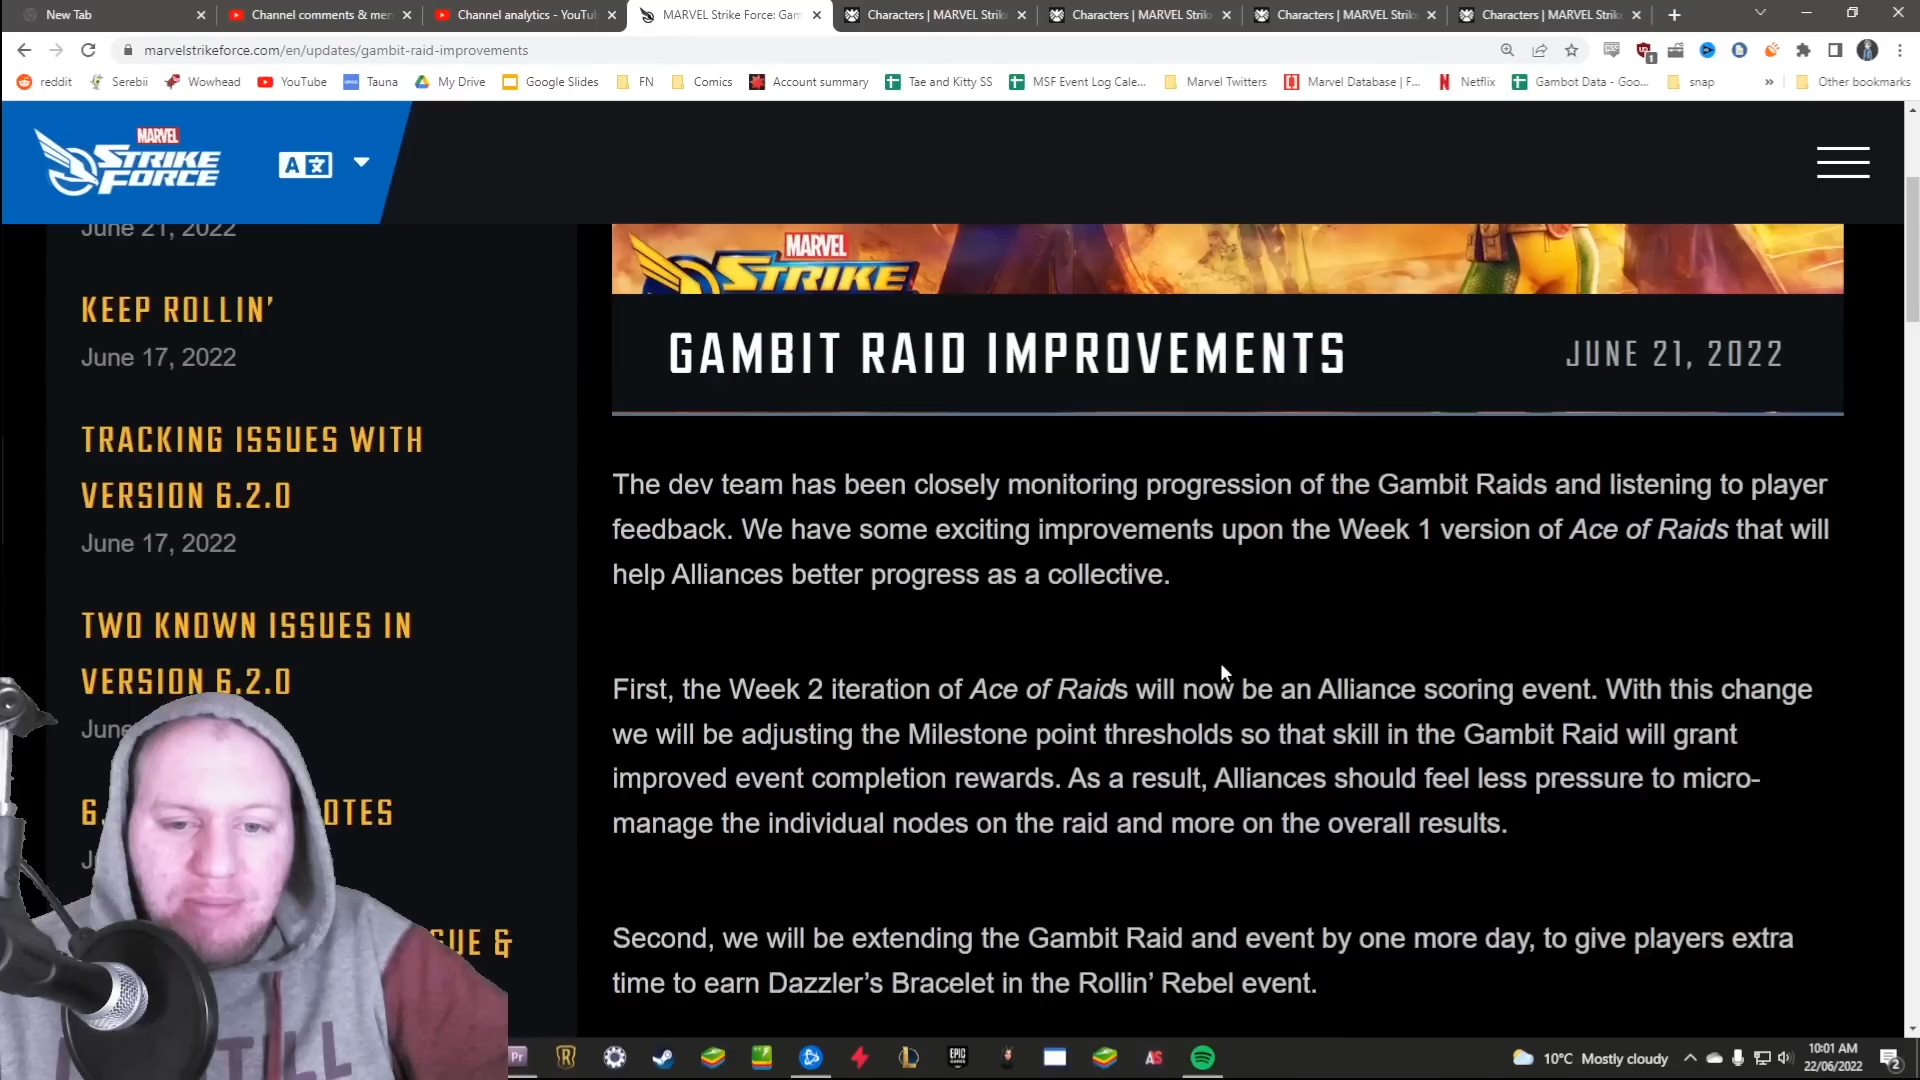 New Tab
Channel comments & men
Channel analytics - YouTu
MARVEL Strike Force: Gam
Characters | MARVEL Strik
Characters | MARVEL Strik
Characters | MARVEL Strik
Characters | MARVEL Strik
marvelstrikeforce.com/en/updates/gambit-raid-improvements
reddit
Serebii
Wowhead
YouTube
Tauna
My Drive
Google Slides
FN
Comics
Account summary
Tae and Kitty SS
MSF Event Log Cale...
Marvel Twitters
Marvel Database | F...
Netflix
Gambot Data - Goo...
snap
Other bookmarks
MARVEL
STRIKE
FORCE
A
June 21, 2022
KEEP ROLLIN'
June 17, 2022
TRACKING ISSUES WITH
VERSION 6.2.0
June 17, 2022
TWO KNOWN ISSUES IN
VERSION 6.2.0
MARVEL
STRIKE
GAMBIT RAID IMPROVEMENTS
JUNE 21, 2022
The dev team has been closely monitoring progression of the Gambit Raids and listening to player
feedback. We have some exciting improvements upon the Week 1 version of Ace of Raids that will
help Alliances better progress as a collective.
First, the Week 2 iteration of Ace of Raids will now be an Alliance scoring event. With this change
we will be adjusting the Milestone point thresholds so that skill in the Gambit Raid will grant
improved event completion rewards. As a result, Alliances should feel less pressure to micro-
manage the individual nodes on the raid and more on the overall results.
Second, we will be extending the Gambit Raid and event by one more day, to give players extra
time to earn Dazzler's Bracelet in the Rollin' Rebel event.
Pr
EPIC
AS
10°C Mostly cloudy
10:01 AM
22/06/2022
2